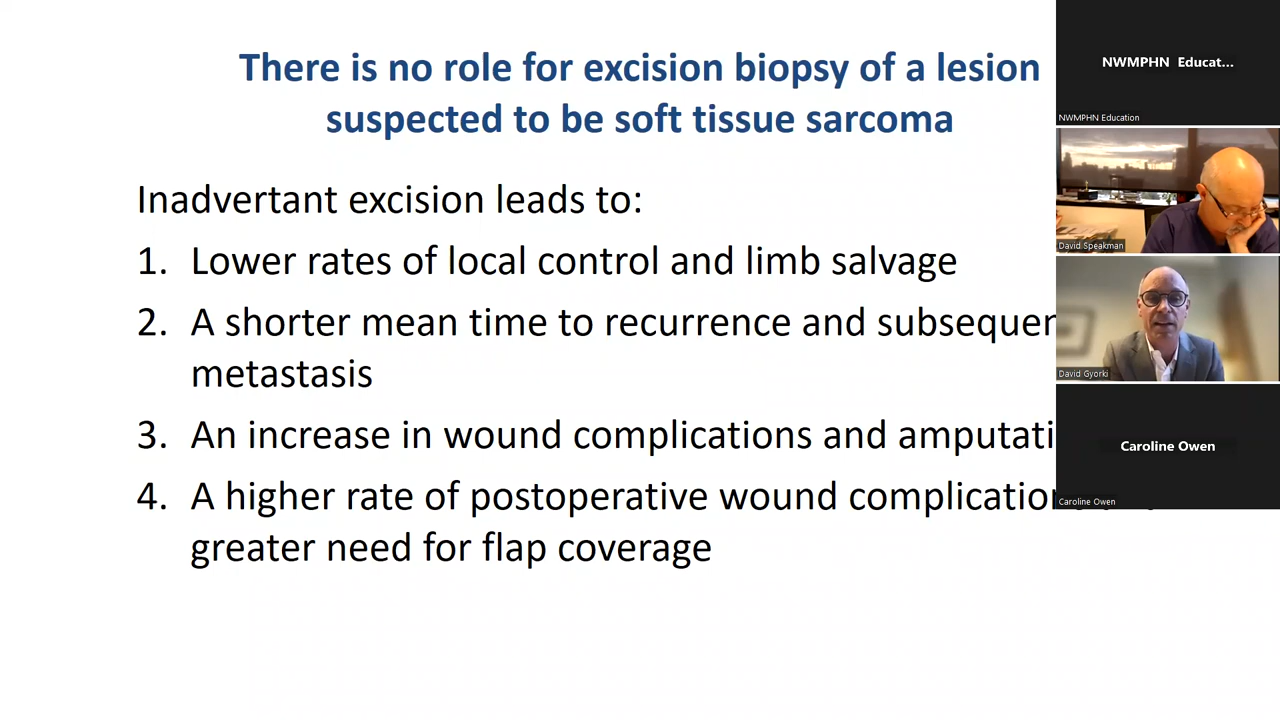 There is no role for excision biopsy of a lesion
suspected to be soft tissue sarcoma
Inadvertant excision leads to:
1. Lower rates of local control and limb salvage
2. A shorter mean time to recurrence and
metastasis
3. An increase in wound complications and
4. A higher rate of postoperative wound
greater need for flap coverage
NWMPHN Educat...
NWMPHN Education
David Speakman
David Gyorki
Caroline Owen
Caroline Owen